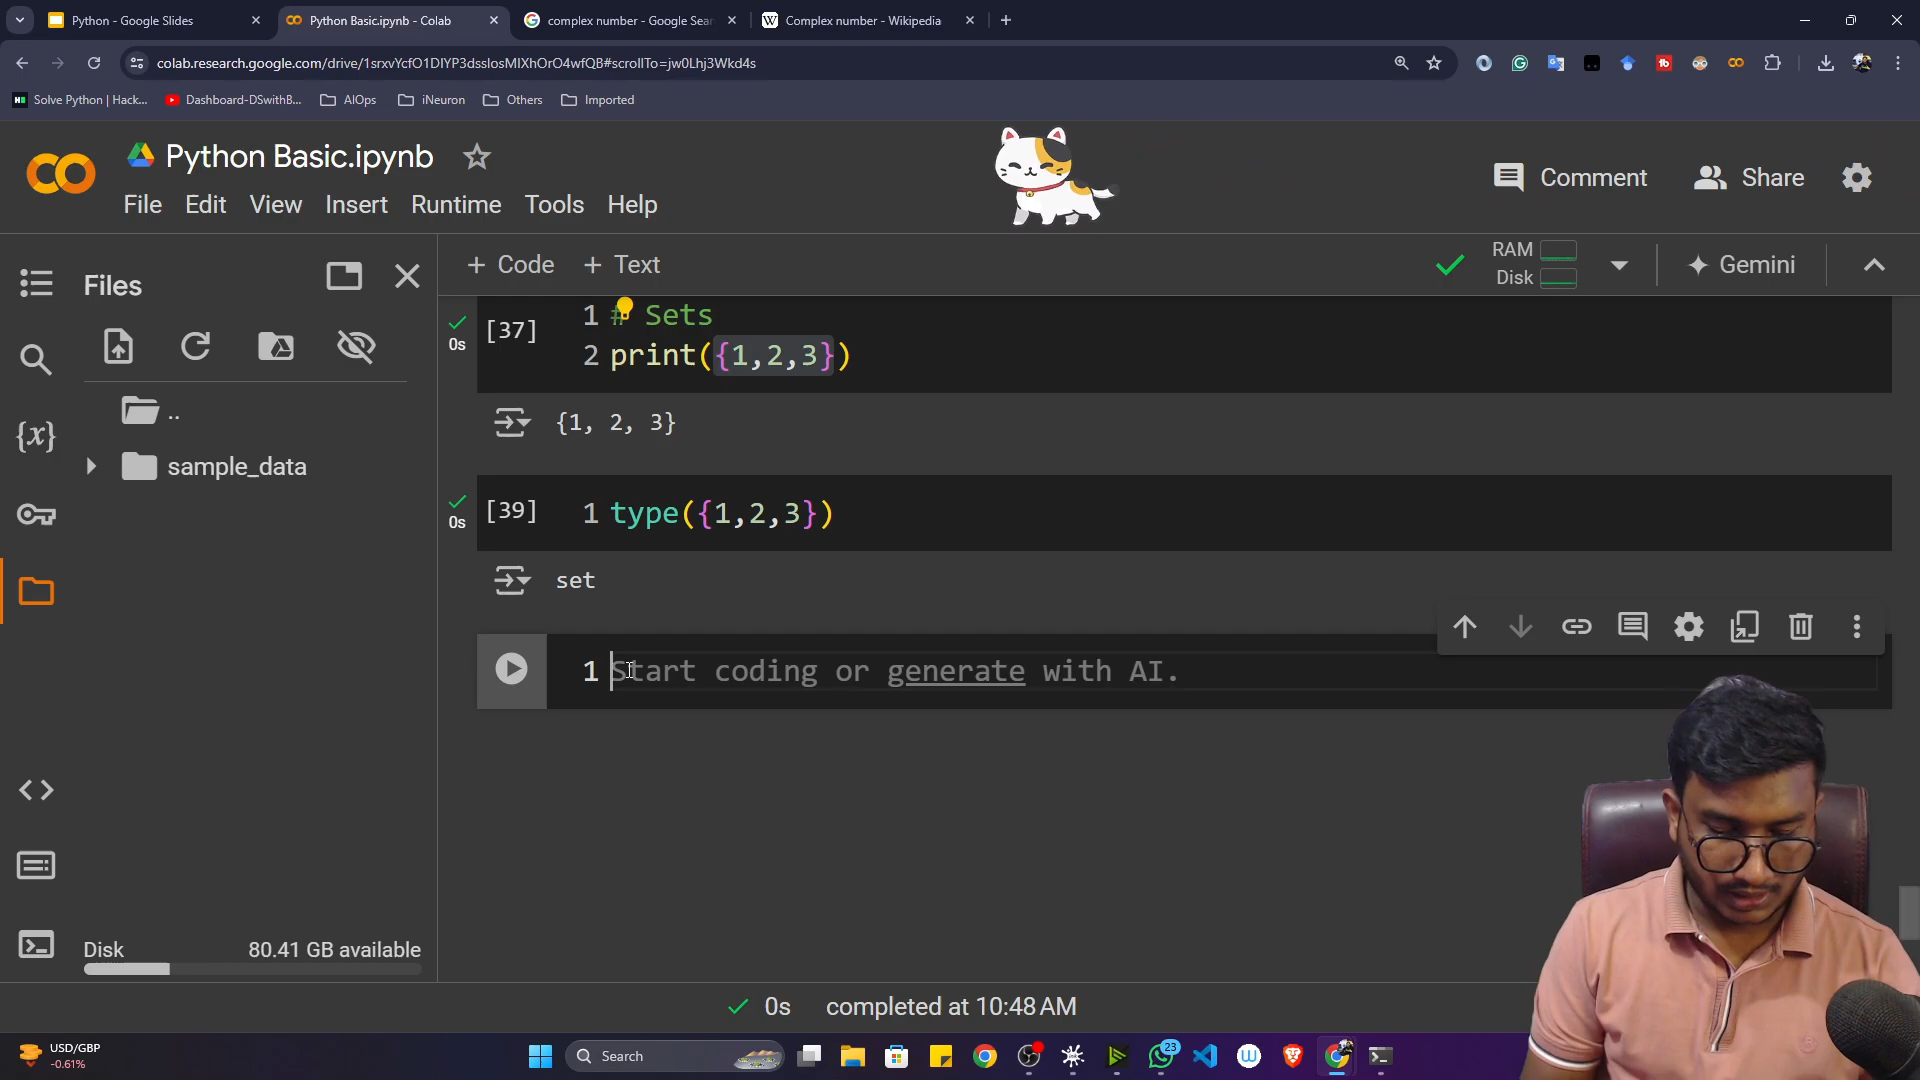 Python - Google Slides
Python Basic.ipynb - Colab
complex number - Google Sear
Complex number - Wikipedia
colab.research.google.com/drive/1srxvYcfO1DIYP3dsslosMIXhOrO4wfQB#scrollTo=jw0Lhj3Wkd4s
Solve Python | Hack...
Dashboard-DSwithB...
AIOps
iNeuron
Others
Imported
Python Basic.ipynb
File Edit View Insert Runtime Tools Help
Comment
Share
+ Code + Text
RAM
Disk
Gemini
Files
..
sample_data
{x}
Disk 80.41 GB available
0s
[37]
1 # Sets
2 print({1,2,3})
{1, 2, 3}
0s
[39]
1 type({1,2,3})
set
1 Start coding or generate with AI.
0s completed at 10:48 AM
USD/GBP
-0.61%
Search
23